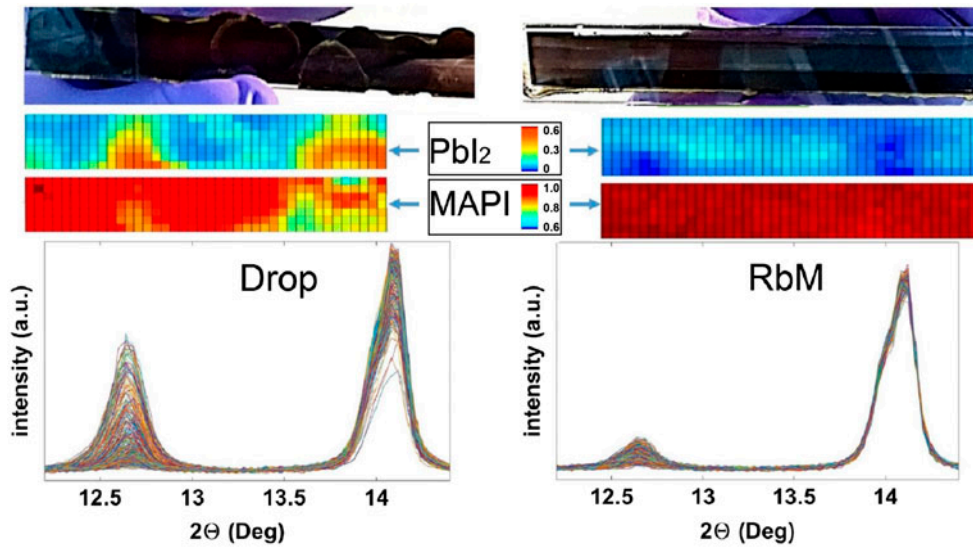 PbI₂
0.6
0.3
0
MAPI
1.0
0.8
0.6
Drop
intensity (a.u.)
12.5
13
13.5
14
2Θ (Deg)
RbM
intensity (a.u.)
12.5
13
13.5
14
2Θ (Deg)